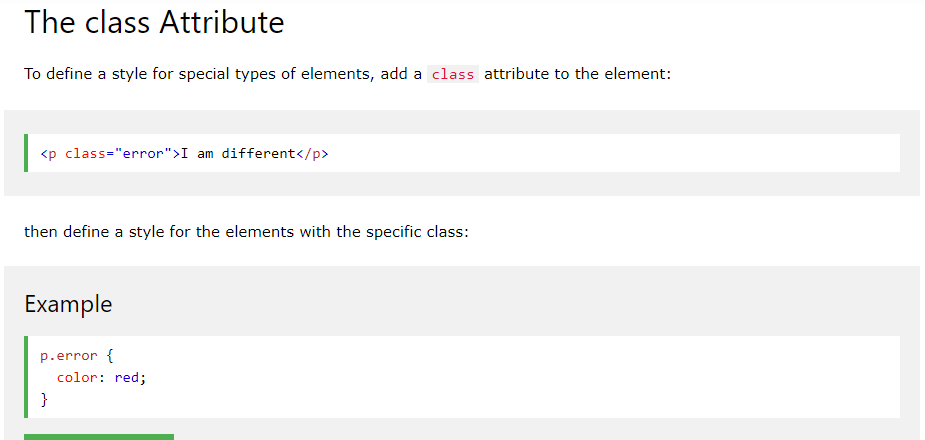 The class Attribute
To define a style for special types of elements, add a class attribute to the element:
<p class="error">I am different</p>
then define a style for the elements with the specific class:
Example
p.error {
  color: red;
}